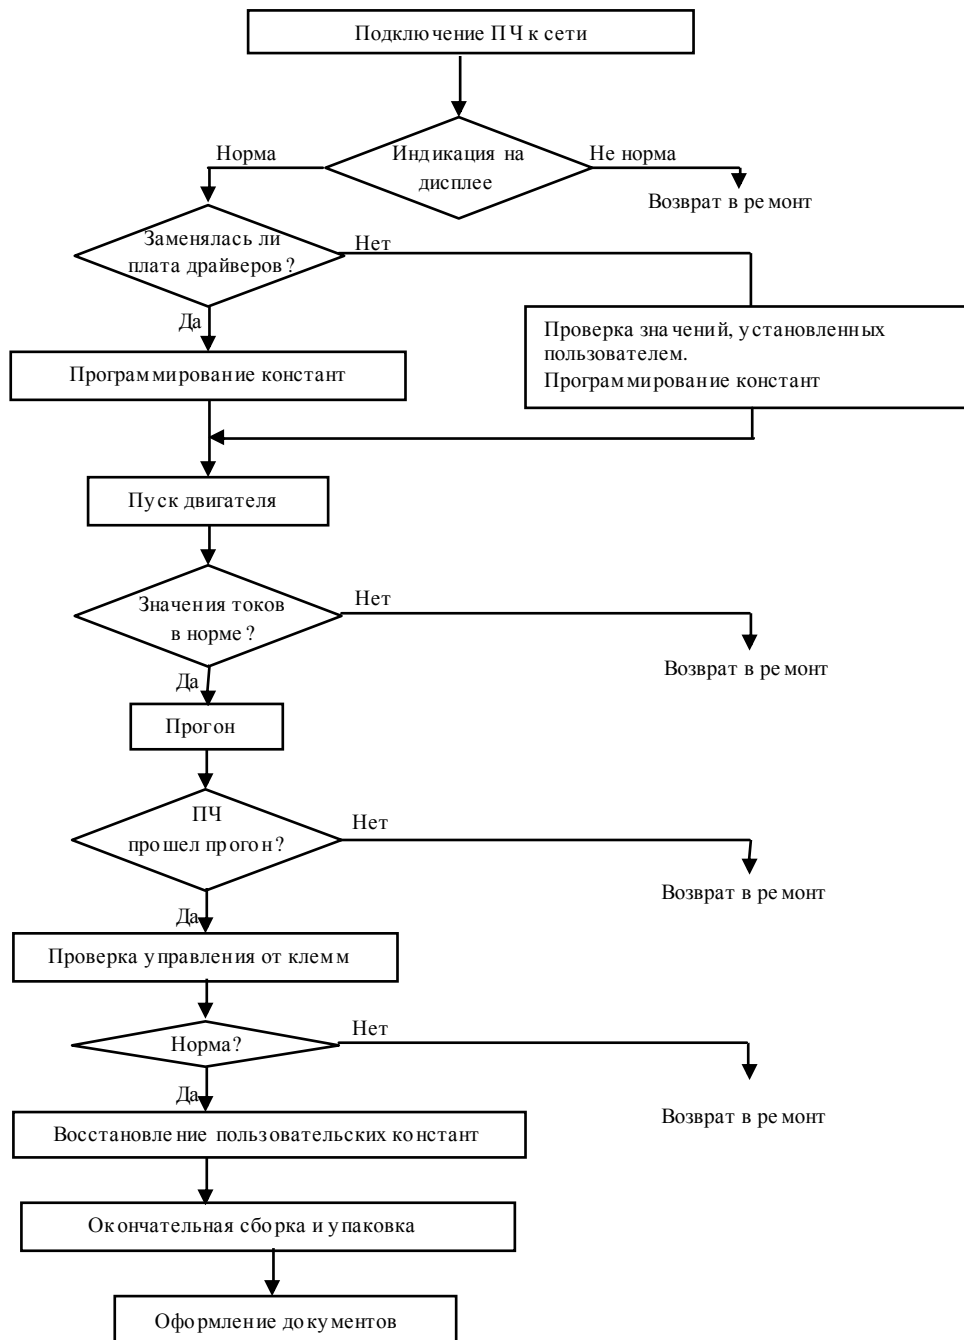 Подключение ПЧ к сети
Индикация на
дисплее
Норма
Не норма
Возврат в ремонт
Заменялась ли
плата драйверов?
Нет
Да
Проверка значений, установленных
пользователем.
Программирование констант
Программирование констант
Пуск двигателя
Значения токов
в норме?
Нет
Возврат в ремонт
Да
Прогон
ПЧ
прошел прогон?
Нет
Возврат в ремонт
Да
Проверка управления от клемм
Норма?
Нет
Возврат в ремонт
Да
Восстановление пользовательских констант
Окончательная сборка и упаковка
Оформление документов